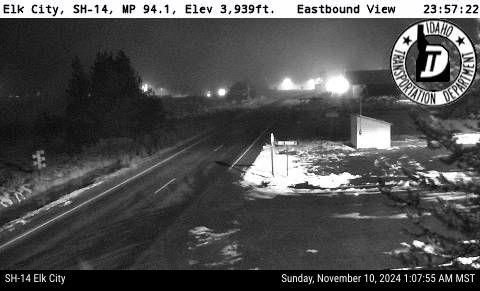 Elk City, SH-14, MP 94.1, Elev 3,939ft.   Eastbound View   23:57:22
IDAHO
TRANSPORTATION DEPARTMENT
SH-14 Elk City
Sunday, November 10, 2024 1:07:55 AM MST